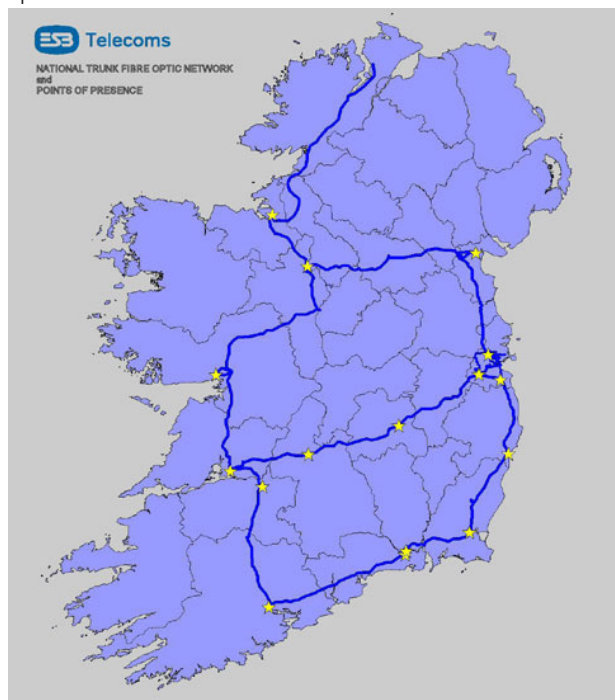 ESB Telecoms
NATIONAL TRUNK FIBRE OPTIC NETWORK
and
POINTS OF PRESENCE